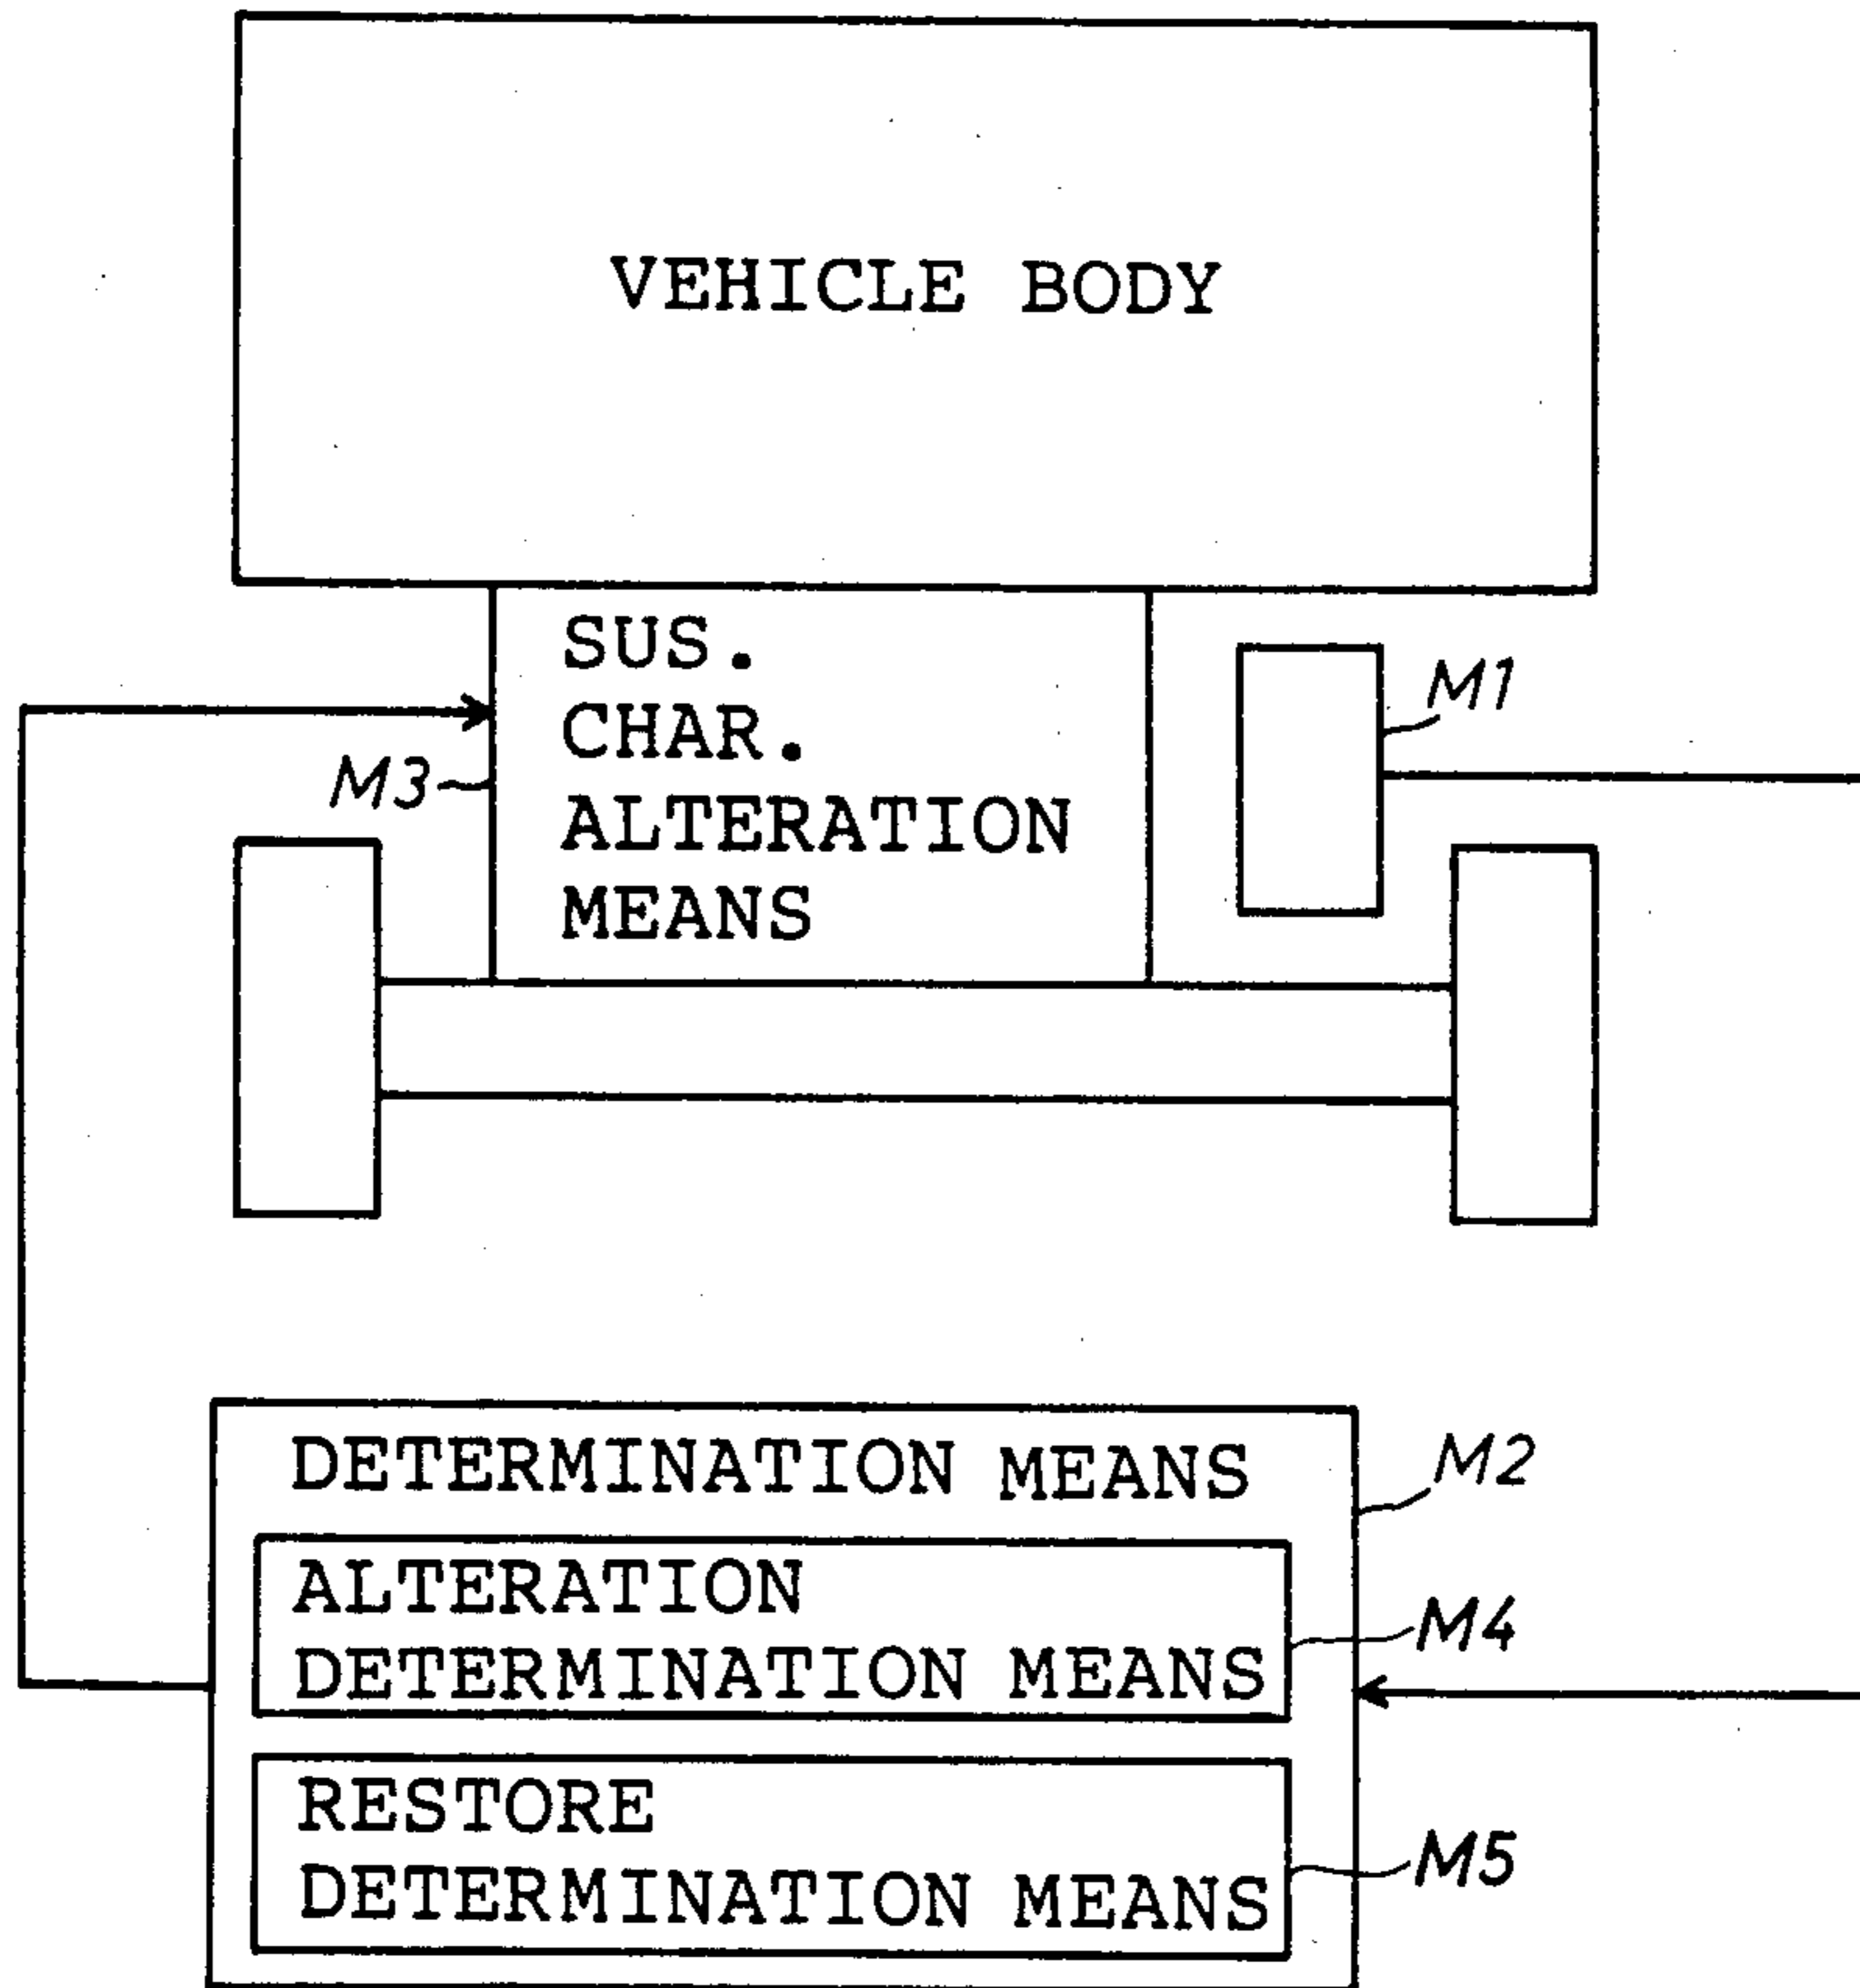 VEHICLE BODY
SUS.
CHAR.
ALTERATION
MEANS
M1
M3
DETERMINATION MEANS
M2
ALTERATION
DETERMINATION MEANS
M4
RESTORE
DETERMINATION MEANS
M5